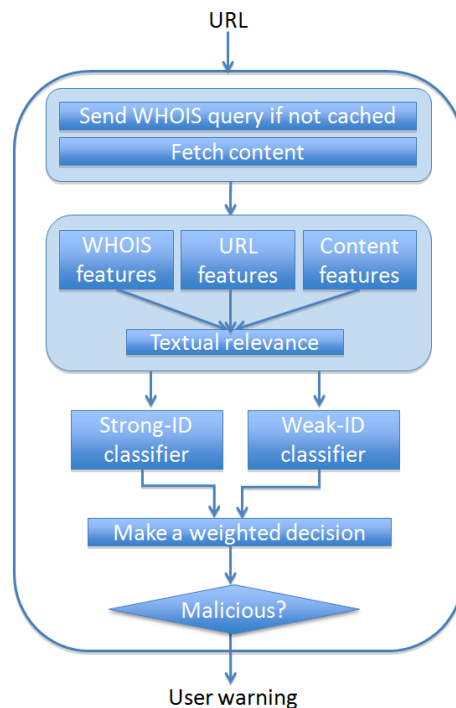 URL
Send WHOIS query if not cached
Fetch content
WHOIS
features
URL
features
Content
features
Textual relevance
Strong-ID
classifier
Weak-ID
classifier
Make a weighted decision
Malicious?
User warning